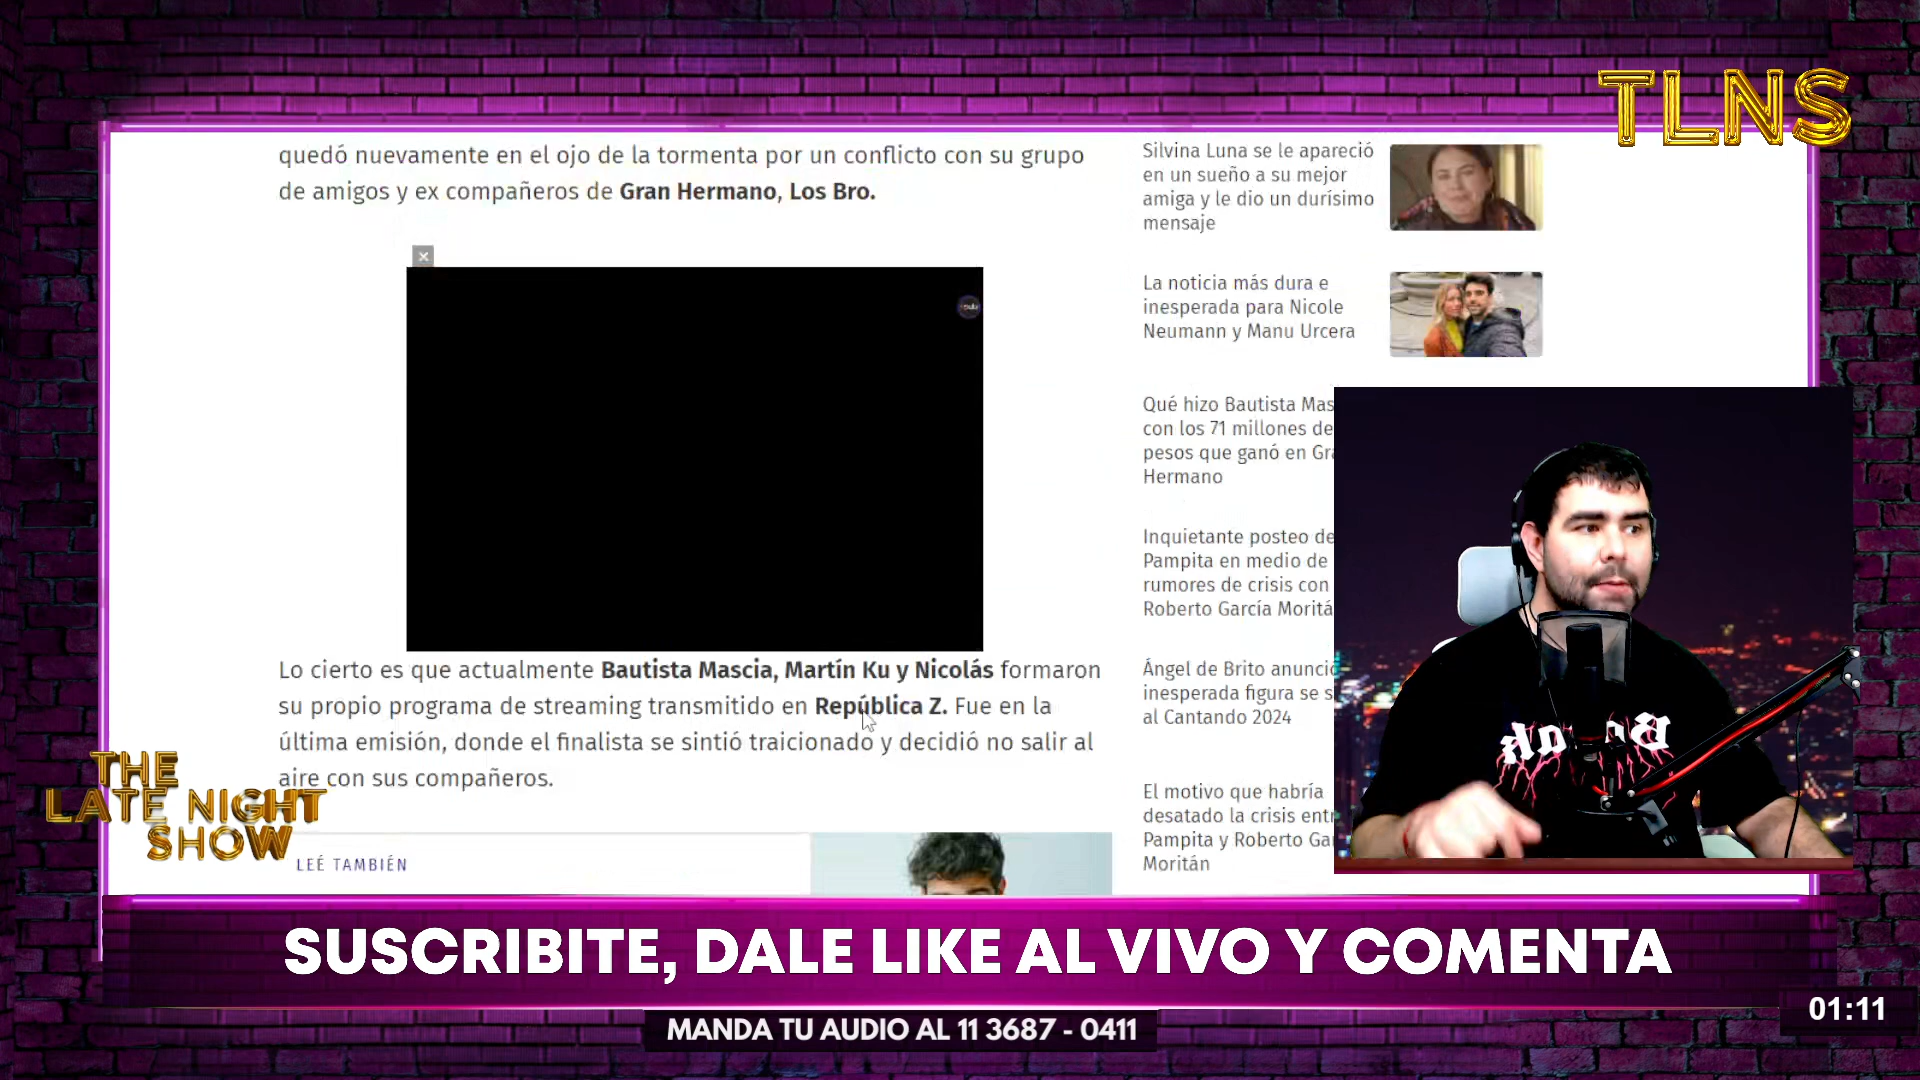 TLNS
quedó nuevamente en el ojo de la tormenta por un conflicto con su grupo
de amigos y ex compañeros de Gran Hermano, Los Bro.
Lo cierto es que actualmente Bautista Mascia, Martín Ku y Nicolás formaron
su propio programa de streaming transmitido en República Z. Fue en la
última emisión, donde el finalista se sintió traicionado y decidió no salir al
aire con sus compañeros.
LEÉ TAMBIÉN
Silvina Luna se le apareció
en un sueño a su mejor
amiga y le dio un durísimo
mensaje
La noticia más dura e
inesperada para Nicole
Neumann y Manu Urcera
Qué hizo Bautista Mas
con los 71 millones de
pesos que ganó en Gra
Hermano
Inquietante posteo de
Pampita en medio de
rumores de crisis con
Roberto García Moritá
Ángel de Brito anunció
inesperada figura se s
al Cantando 2024
El motivo que habría
desatado la crisis entr
Pampita y Roberto Gar
Moritán
THE
LATE NIGHT
SHOW
SUSCRIBITE, DALE LIKE AL VIVO Y COMENTA
01:11
MANDA TU AUDIO AL 11 3687 - 0411